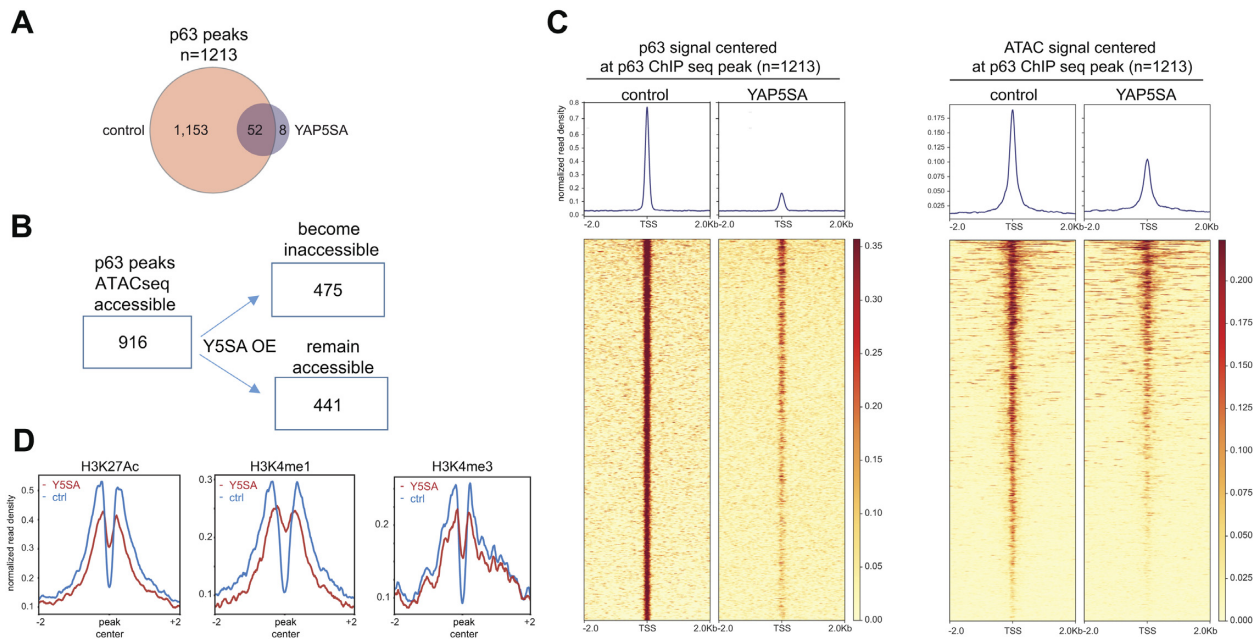 A
p63 peaks
n=1213
control
1,153
52
8
YAP5SA
B
p63 peaks
ATACseq
accessible
916
Y5SA OE
become
inaccessible
475
remain
accessible
441
C
p63 signal centered
at p63 ChIP seq peak (n=1213)
control
YAP5SA
normalized read density
0.8
0.7
0.6
0.5
0.4
0.3
0.2
0.1
0.0
-2.0
TSS
2.0Kb
-2.0
TSS
2.0Kb
0.35
0.30
0.25
0.20
0.15
0.10
0.05
0.00
-2.0
TSS
2.0Kb
-2.0
TSS
2.0Kb
ATAC signal centered
at p63 ChIP seq peak (n=1213)
control
YAP5SA
0.175
0.150
0.125
0.100
0.075
0.050
0.025
-2.0
TSS
2.0Kb
-2.0
TSS
2.0Kb
0.200
0.175
0.150
0.125
0.100
0.075
0.050
0.025
0.000
-2.0
TSS
2.0Kb
-2.0
TSS
2.0Kb
D
H3K27Ac
Y5SA
ctrl
normalized read density
0.5
0.4
0.3
0.2
0.1
-2
peak
center
+2
H3K4me1
Y5SA
ctrl
0.3
0.2
0.1
-2
peak
center
+2
H3K4me3
Y5SA
ctrl
0.2
0.1
-2
peak
center
+2